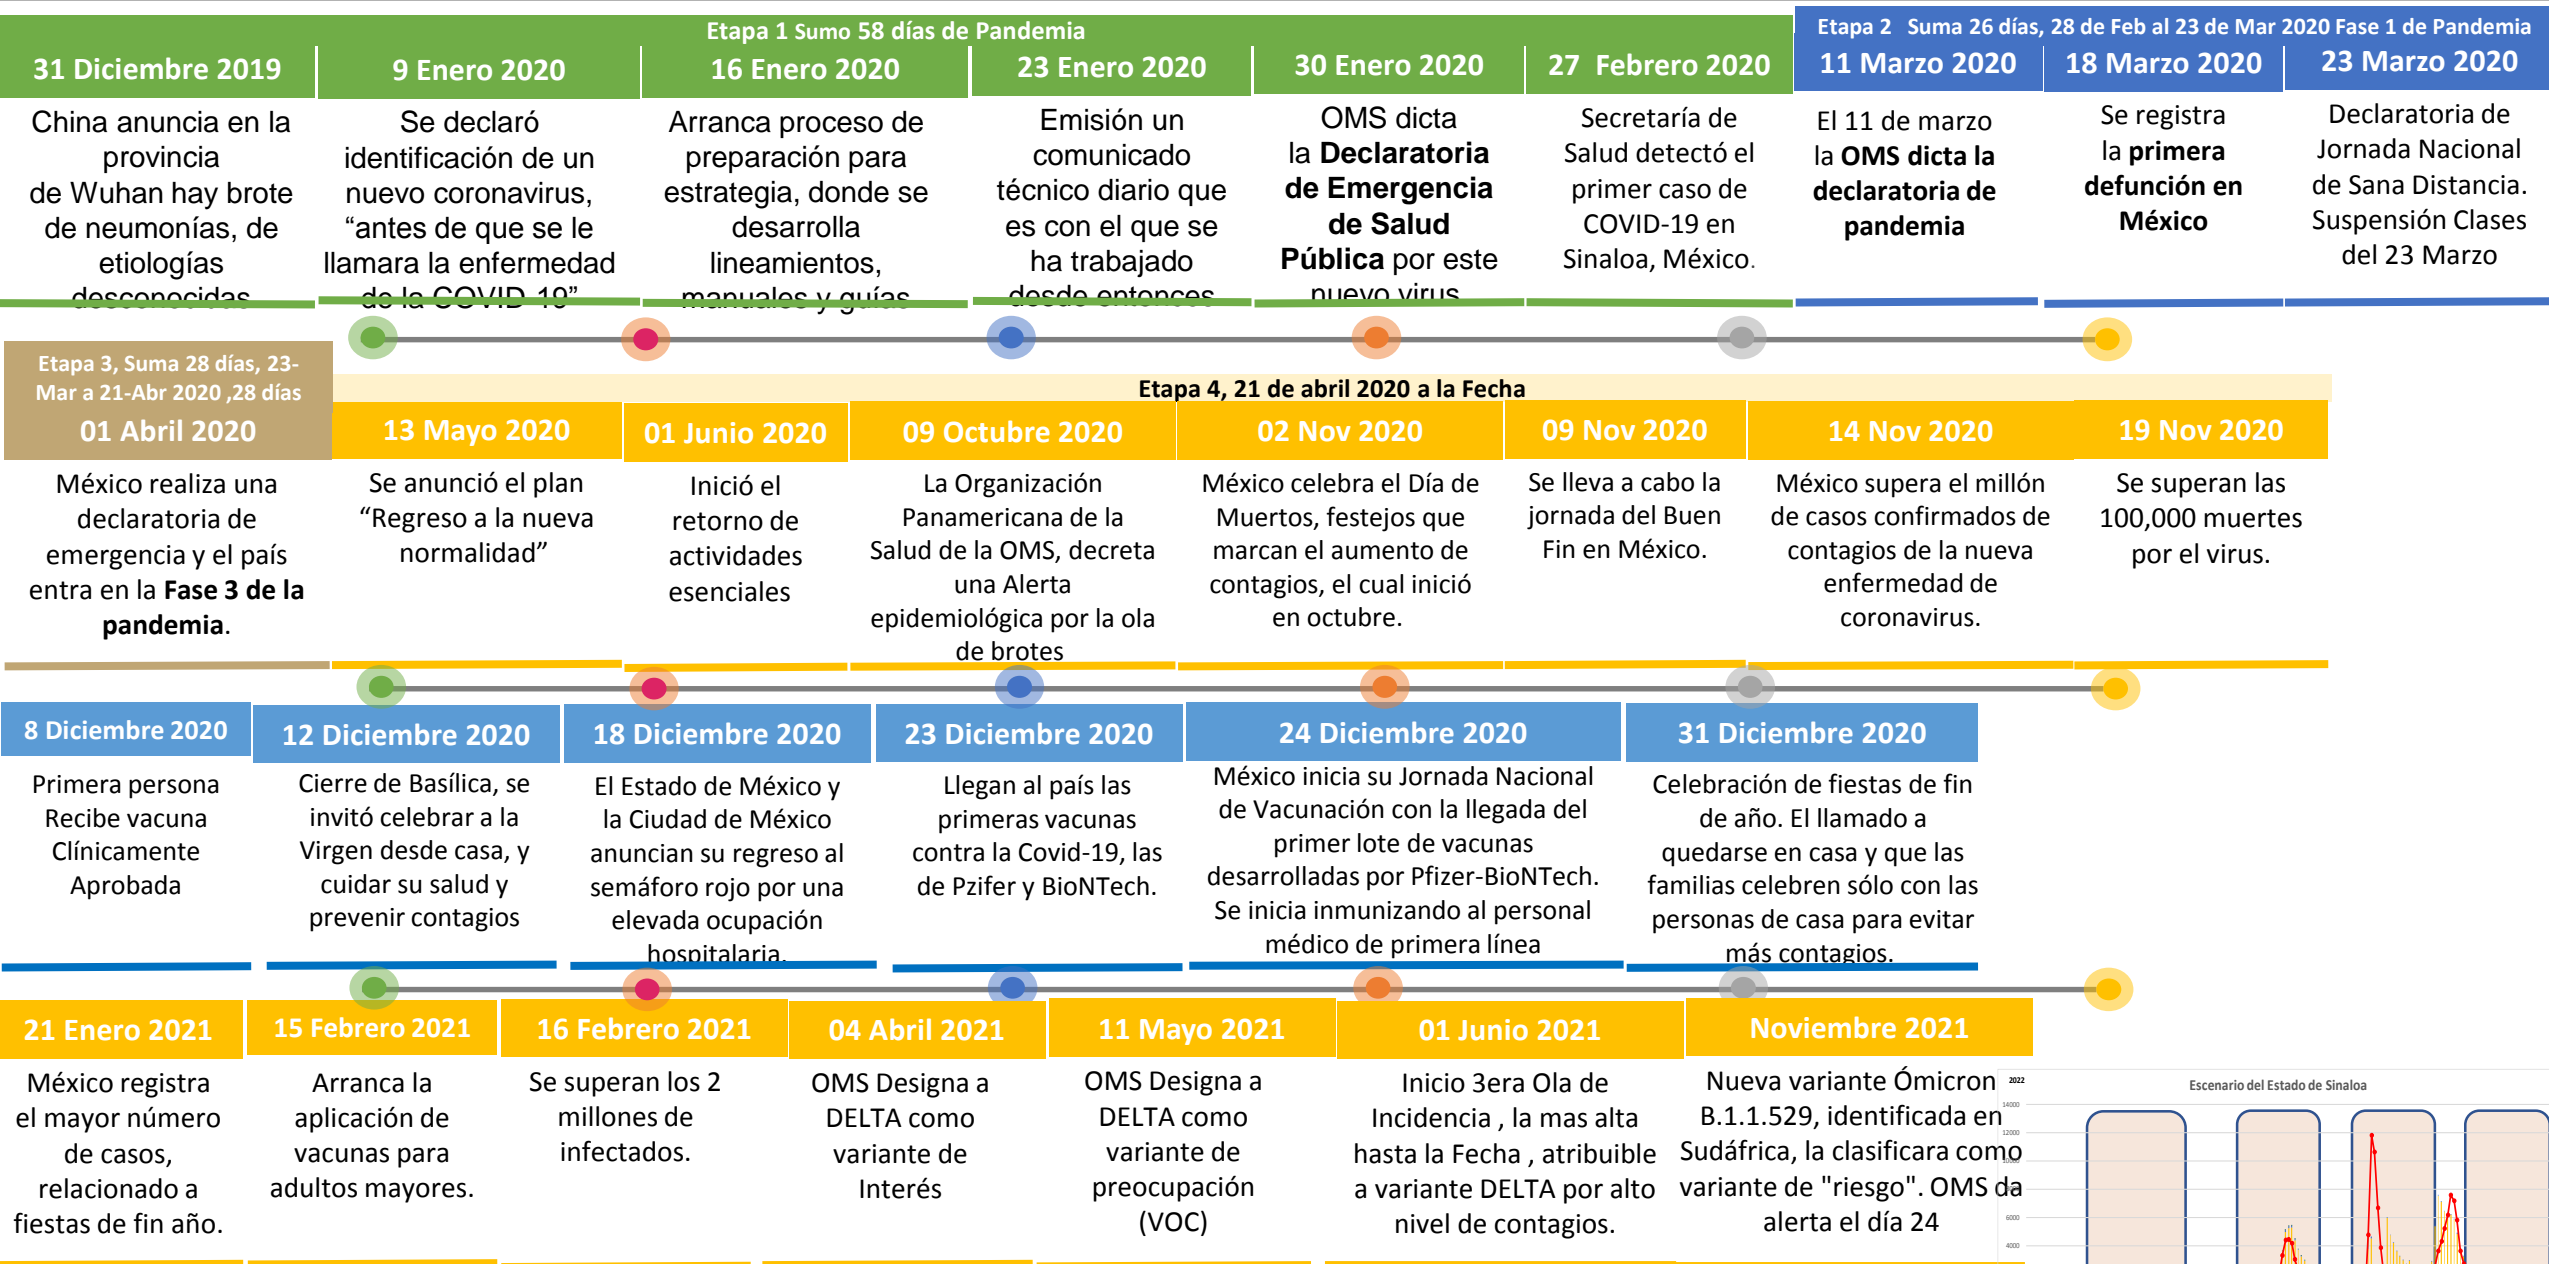 Etapa 1 Sumo 58 días de Pandemia
Etapa 2 Suma 26 días, 28 de Feb al 23 de Mar 2020 Fase 1 de Pandemia
31 Diciembre 2019
China anuncia en la
provincia
de Wuhan hay brote
de neumonías, de
etiologías
desconocidas
9 Enero 2020
Se declaró
identificación de un
nuevo coronavirus,
“antes de que se le
llamara la enfermedad
de la COVID-19”
16 Enero 2020
Arranca proceso de
preparación para
estrategia, donde se
desarrolla
lineamientos,
manuales y guías
23 Enero 2020
Emisión un
comunicado
técnico diario que
es con el que se
ha trabajado
desde entonces
30 Enero 2020
OMS dicta
la Declaratoria
de Emergencia
de Salud
Pública por este
nuevo virus
27 Febrero 2020
Secretaría de
Salud detectó el
primer caso de
COVID-19 en
Sinaloa, México.
11 Marzo 2020
El 11 de marzo
la OMS dicta la
declaratoria de
pandemia
18 Marzo 2020
Se registra
la primera
defunción en
México
23 Marzo 2020
Declaratoria de
Jornada Nacional
de Sana Distancia.
Suspensión Clases
del 23 Marzo
Etapa 3, Suma 28 días, 23-
Mar a 21-Abr 2020 ,28 días
Etapa 4, 21 de abril 2020 a la Fecha
01 Abril 2020
México realiza una
declaratoria de
emergencia y el país
entra en la Fase 3 de la
pandemia.
13 Mayo 2020
Se anunció el plan
“Regreso a la nueva
normalidad”
01 Junio 2020
Inició el
retorno de
actividades
esenciales
09 Octubre 2020
La Organización
Panamericana de la
Salud de la OMS, decreta
una Alerta
epidemiológica por la ola
de brotes
02 Nov 2020
México celebra el Día de
Muertos, festejos que
marcan el aumento de
contagios, el cual inició
en octubre.
09 Nov 2020
Se lleva a cabo la
jornada del Buen
Fin en México.
14 Nov 2020
México supera el millón
de casos confirmados de
contagios de la nueva
enfermedad de
coronavirus.
19 Nov 2020
Se superan las
100,000 muertes
por el virus.
8 Diciembre 2020
Primera persona
Recibe vacuna
Clínicamente
Aprobada
12 Diciembre 2020
Cierre de Basílica, se
invitó celebrar a la
Virgen desde casa, y
cuidar su salud y
prevenir contagios
18 Diciembre 2020
El Estado de México y
la Ciudad de México
anuncian su regreso al
semáforo rojo por una
elevada ocupación
hospitalaria.
23 Diciembre 2020
Llegan al país las
primeras vacunas
contra la Covid-19, las
de Pzifer y BioNTech.
24 Diciembre 2020
México inicia su Jornada Nacional
de Vacunación con la llegada del
primer lote de vacunas
desarrolladas por Pfizer-BioNTech.
Se inicia inmunizando al personal
médico de primera línea
31 Diciembre 2020
Celebración de fiestas de fin
de año. El llamado a
quedarse en casa y que las
familias celebren sólo con las
personas de casa para evitar
más contagios.
21 Enero 2021
México registra
el mayor número
de casos,
relacionado a
fiestas de fin año.
15 Febrero 2021
Arranca la
aplicación de
vacunas para
adultos mayores.
16 Febrero 2021
Se superan los 2
millones de
infectados.
04 Abril 2021
OMS Designa a
DELTA como
variante de
Interés
11 Mayo 2021
OMS Designa a
DELTA como
variante de
preocupación
(VOC)
01 Junio 2021
Inicio 3era Ola de
Incidencia , la mas alta
hasta la Fecha , atribuible
a variante DELTA por alto
nivel de contagios.
Noviembre 2021
Nueva variante Ómicron
B.1.1.529, identificada en
Sudáfrica, la clasificara como
variante de "riesgo". OMS da
alerta el día 24
2022
Escenario del Estado de Sinaloa
14000
12000
6000
4000